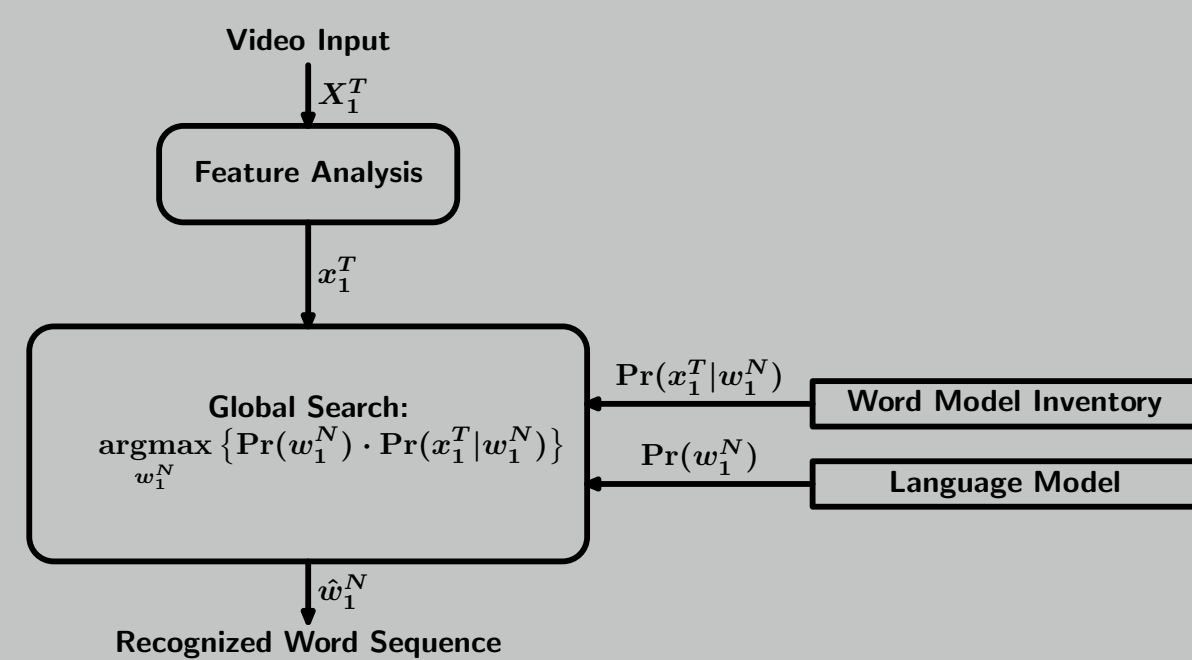 Video Input
X_1^T
Feature Analysis
x_1^T
Pr(x_1^T|w_1^N)
Word Model Inventory
Global Search:
argmax {Pr(w_1^N) · Pr(x_1^T|w_1^N)}
w_1^N
Pr(w_1^N)
Language Model
ŵ_1^N
Recognized Word Sequence